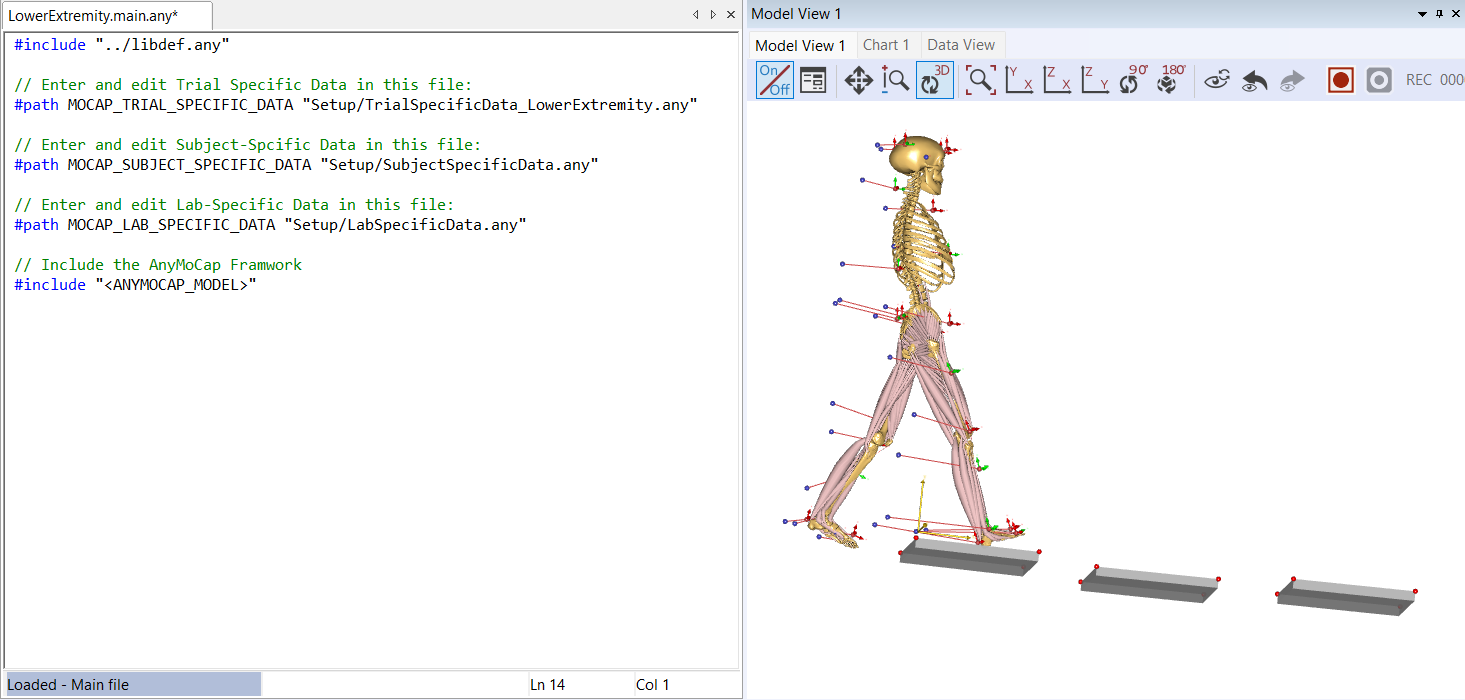 LowerExtremity.main.any*
#include "../libdef.any"
// Enter and edit Trial Specific Data in this file:
#path MOCAP_TRIAL_SPECIFIC_DATA "Setup/TrialSpecificData_LowerExtremity.any"
// Enter and edit Subject-Spcific Data in this file:
#path MOCAP_SUBJECT_SPECIFIC_DATA "Setup/SubjectSpecificData.any"
// Enter and edit Lab-Specific Data in this file:
#path MOCAP_LAB_SPECIFIC_DATA "Setup/LabSpecificData.any"
// Include the AnyMoCap Framwork
#include "<ANYMOCAP_MODEL>"
Loaded - Main file
Ln 14
Col 1
Model View 1
Model View 1 Chart 1 Data View
On/Off 3D Y X Z X Z Y 90° 180° REC 000